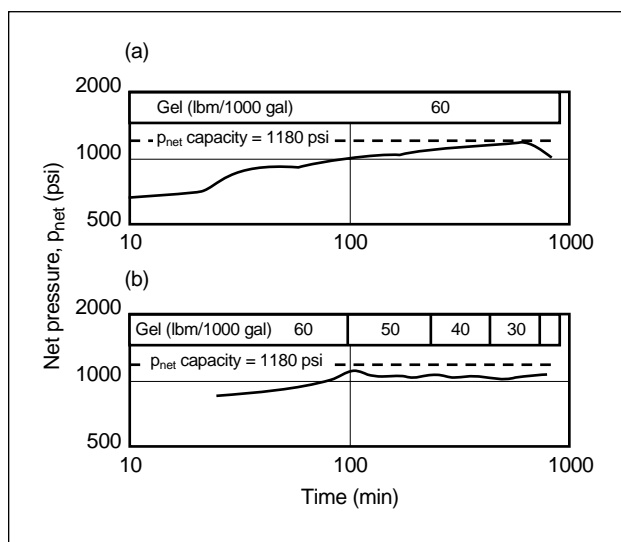 (a)
2000
Gel (lbm/1000 gal) 60
pnet capacity = 1180 psi
1000
500
10 100 1000
(b)
2000
Gel (lbm/1000 gal) 60 50 40 30
pnet capacity = 1180 psi
1000
500
10 100 1000
Time (min)
Net pressure, pnet (psi)